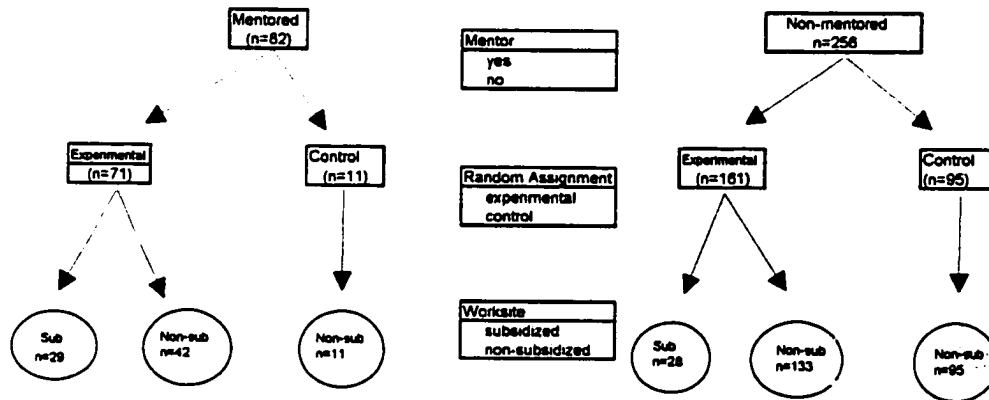 Mentored
(n=82)
Experimental
(n=71)
Control
(n=11)
Sub
n=29
Non-sub
n=42
Non-sub
n=11
Mentor
yes
no
Random Assignment
experimental
control
Worksite
subsidized
non-subsidized
Non-mentored
n=256
Experimental
(n=161)
Control
(n=95)
Sub
n=28
Non-sub
n=133
Non-sub
n=95